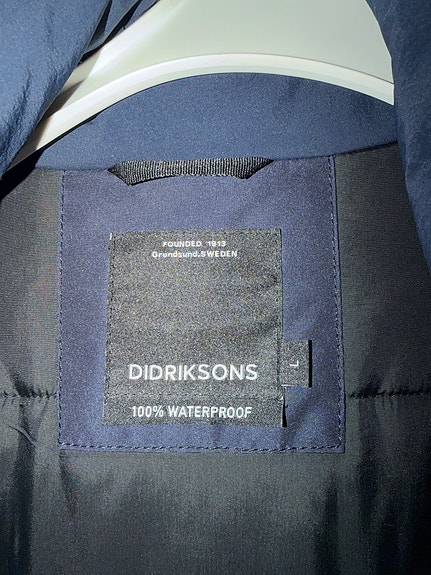 FOUNDED 1913
Grundsund.SWEDEN
DIDRIKSONS
L
100% WATERPROOF